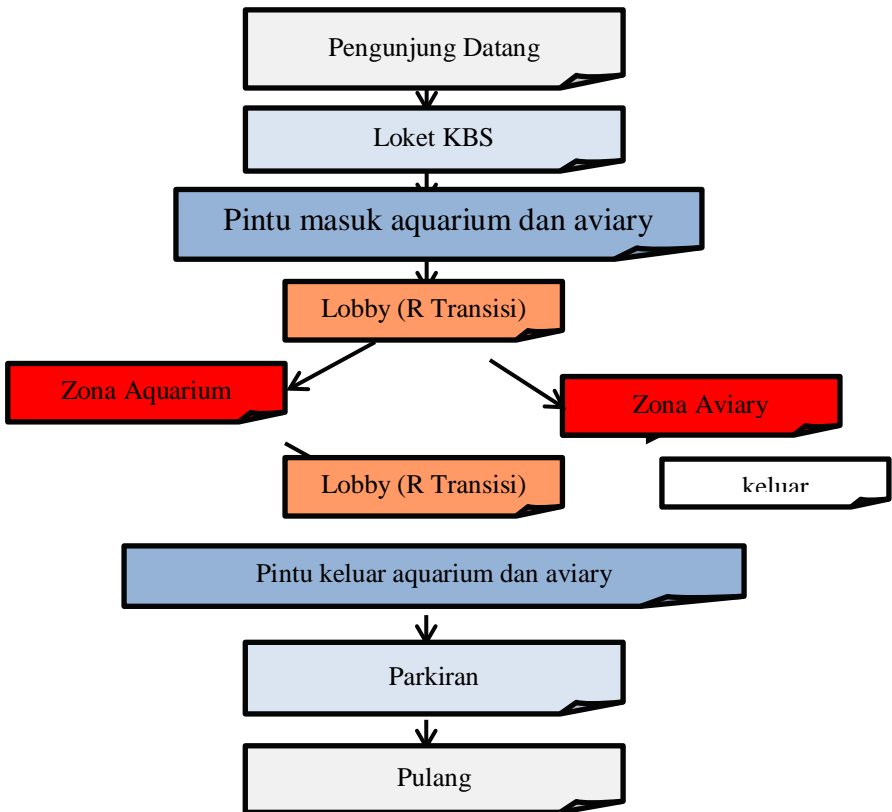 Pengunjung Datang
Loket KBS
Pintu masuk aquarium dan aviary
Lobby (R Transisi)
Zona Aquarium
Zona Aviary
Lobby (R Transisi)
keluar
Pintu keluar aquarium dan aviary
Parkiran
Pulang